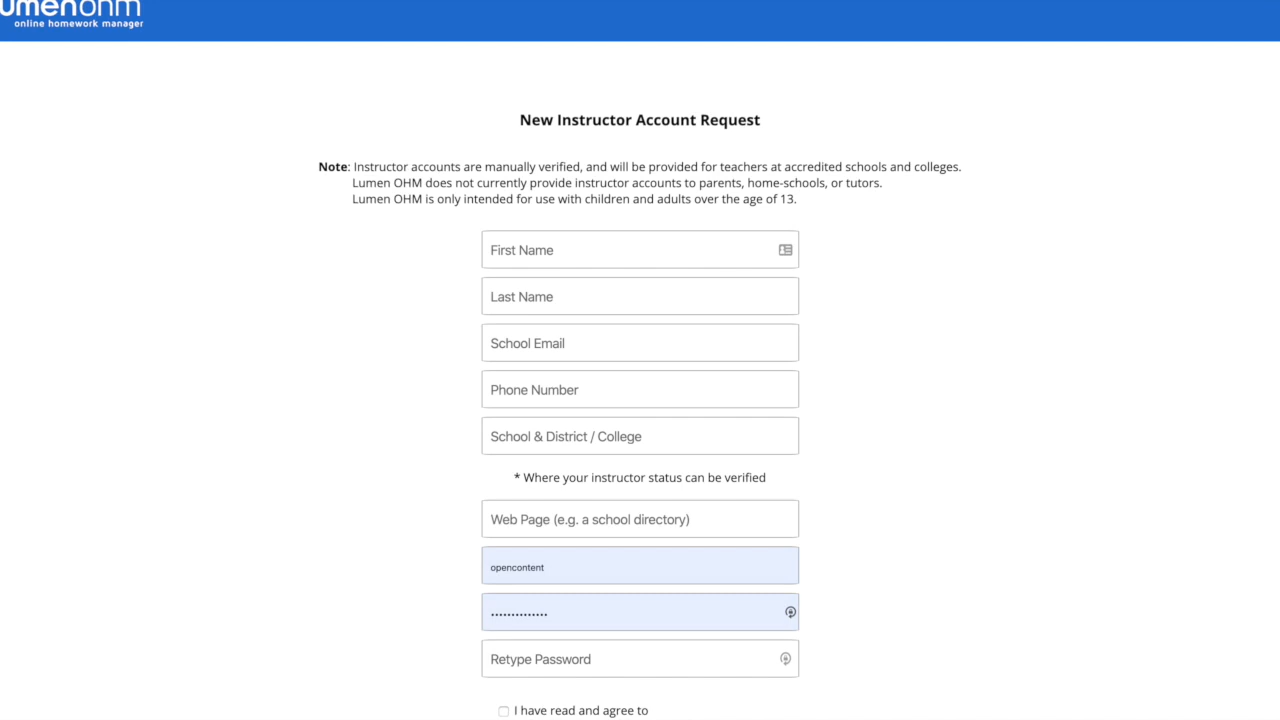 umenohm
online homework manager
New Instructor Account Request
Note: Instructor accounts are manually verified, and will be provided for teachers at accredited schools and colleges.
Lumen OHM does not currently provide instructor accounts to parents, home-schools, or tutors.
Lumen OHM is only intended for use with children and adults over the age of 13.
First Name
Last Name
School Email
Phone Number
School & District / College
* Where your instructor status can be verified
Web Page (e.g. a school directory)
opencontent
••••••••••••••
Retype Password
I have read and agree to